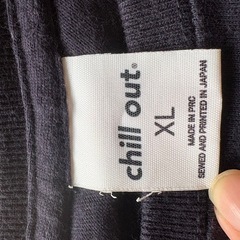 chill out®
XL
MADE IN PRC
SEWED AND PRINTED IN JAPAN